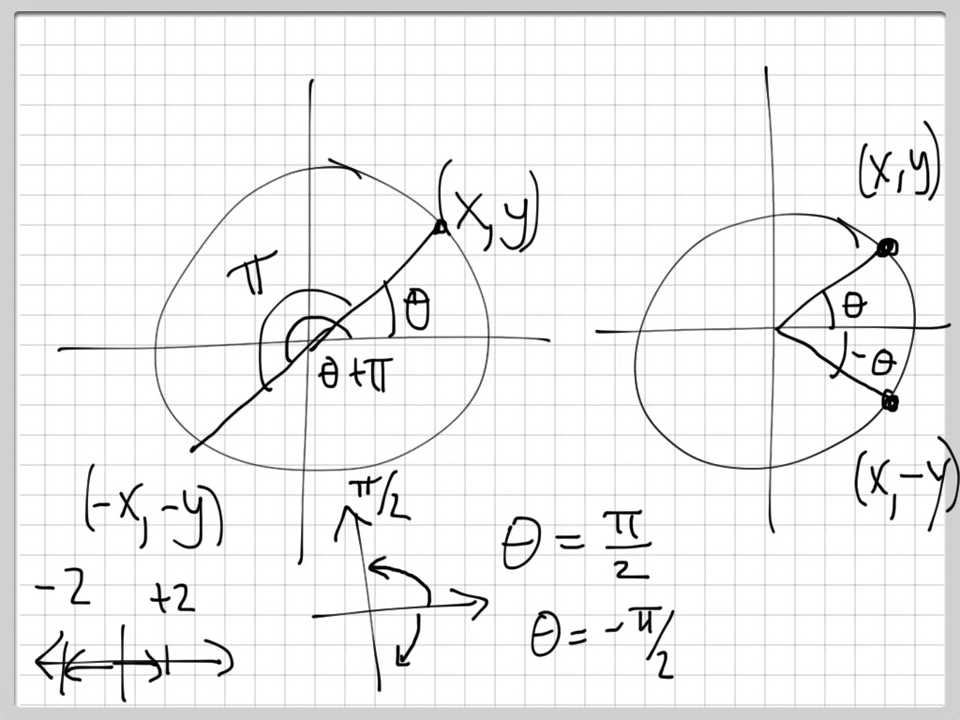 (x, y)
π
θ
θ + π
(-x, -y)
(x, y)
θ
-θ
(x, -y)
-2 +2
π/2
θ = π/2
θ = -π/2